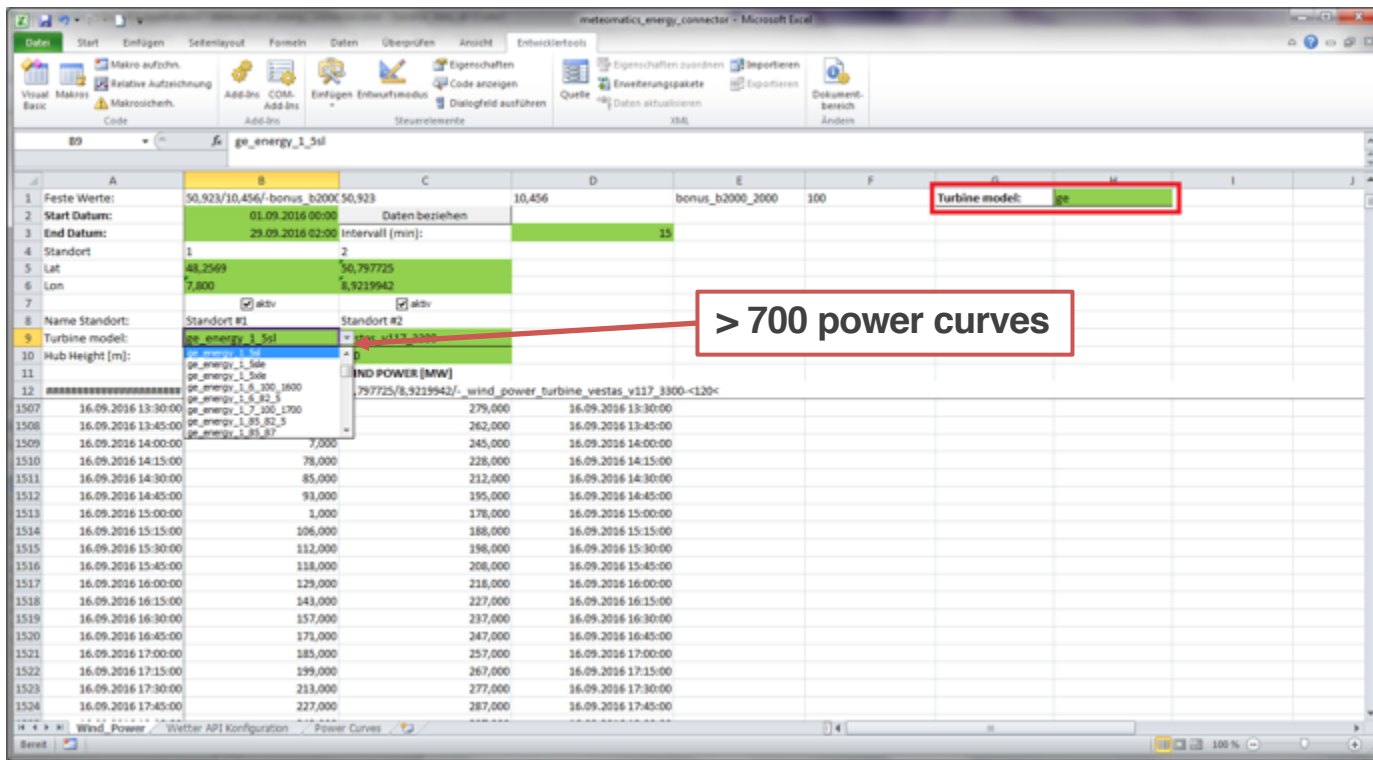 meteomatics_energy_connector - Microsoft Excel
Datei Start Einfügen Seitenlayout Formeln Daten Überprüfen Ansicht Entwicklertools
Visual Basic Makros Makro aufzchn. Relative Aufzeichnung Makrosicherh. Add-Ins COM-Add-Ins Einfügen Entwurfsmodus Eigenschaften Code anzeigen Dialogfeld ausführen Quelle Eigenschaften zuordnen Erweiterungspakete Daten aktualisieren Importieren Exportieren Dokument-bereich
Code Add-Ins Steuerelemente XML Ändern
B9 fx ge_energy_1_5sl
A B C D E F G H I J
1 Feste Werte: 50,923/10,456/-bonus_b2000 50,923 10,456 bonus_b2000_2000 100 Turbine model: ge
2 Start Datum: 01.09.2016 00:00 Daten beziehen
3 End Datum: 29.09.2016 02:00 Intervall (min): 15
4 Standort 1 2
5 Lat 48,2569 50,797725
6 Lon 7,800 8,9219942
7 aktiv aktiv
8 Name Standort: Standort #1 Standort #2
9 Turbine model: ge_energy_1_5sl vestas_v117_3300
> 700 power curves
10 Hub Height [m]: 0
ge_energy_1_5sl
ge_energy_1_5sle
ge_energy_1_5xle
ge_energy_1_6_100_1600
ge_energy_1_6_82_5
ge_energy_1_7_100_1700
ge_energy_1_85_82_5
ge_energy_1_85_87
11 IND POWER [MW]
12 ####################### ,797725/8,9219942/-_wind_power_turbine_vestas_v117_3300-<120<
1507 16.09.2016 13:30:00 279,000 16.09.2016 13:30:00
1508 16.09.2016 13:45:00 262,000 16.09.2016 13:45:00
1509 16.09.2016 14:00:00 7,000 245,000 16.09.2016 14:00:00
1510 16.09.2016 14:15:00 78,000 228,000 16.09.2016 14:15:00
1511 16.09.2016 14:30:00 85,000 212,000 16.09.2016 14:30:00
1512 16.09.2016 14:45:00 93,000 195,000 16.09.2016 14:45:00
1513 16.09.2016 15:00:00 1,000 178,000 16.09.2016 15:00:00
1514 16.09.2016 15:15:00 106,000 188,000 16.09.2016 15:15:00
1515 16.09.2016 15:30:00 112,000 198,000 16.09.2016 15:30:00
1516 16.09.2016 15:45:00 118,000 208,000 16.09.2016 15:45:00
1517 16.09.2016 16:00:00 129,000 218,000 16.09.2016 16:00:00
1518 16.09.2016 16:15:00 143,000 227,000 16.09.2016 16:15:00
1519 16.09.2016 16:30:00 157,000 237,000 16.09.2016 16:30:00
1520 16.09.2016 16:45:00 171,000 247,000 16.09.2016 16:45:00
1521 16.09.2016 17:00:00 185,000 257,000 16.09.2016 17:00:00
1522 16.09.2016 17:15:00 199,000 267,000 16.09.2016 17:15:00
1523 16.09.2016 17:30:00 213,000 277,000 16.09.2016 17:30:00
1524 16.09.2016 17:45:00 227,000 287,000 16.09.2016 17:45:00
Wind_Power Wetter API Konfiguration Power Curves
Bereit 100 %